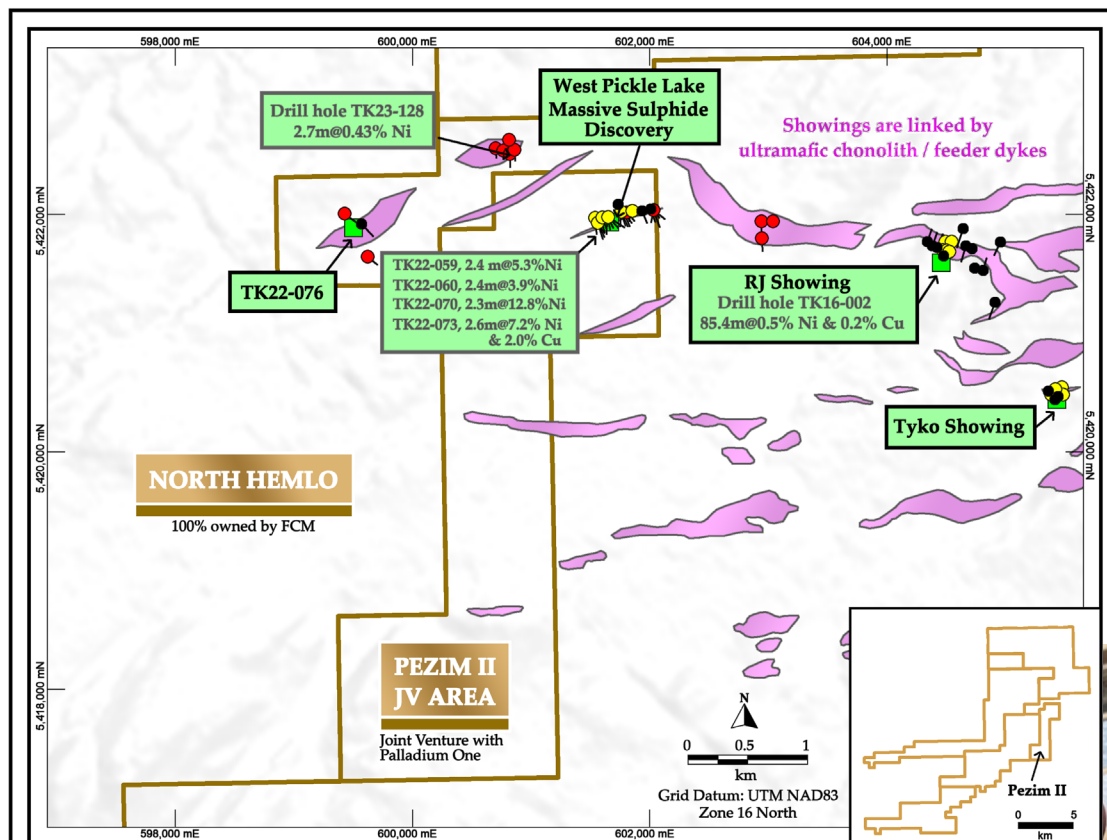 598,000 mE
600,000 mE
602,000 mE
604,000 mE
West Pickle Lake
Massive Sulphide
Discovery
Drill hole TK23-128
2.7m@0.43% Ni
Showings are linked by
ultramafic chonolith / feeder dykes
5,422,000 mN
5,422,000 mN
TK22-076
TK22-059, 2.4 m@5.3%Ni
TK22-060, 2.4m@3.9%Ni
TK22-070, 2.3m@12.8%Ni
TK22-073, 2.6m@7.2% Ni
& 2.0% Cu
RJ Showing
Drill hole TK16-002
85.4m@0.5% Ni & 0.2% Cu
Tyko Showing
5,420,000 mN
5,420,000 mN
NORTH HEMLO
100% owned by FCM
PEZIM II
JV AREA
Joint Venture with
Palladium One
5,418,000 mN
N
0 0.5 1
km
Grid Datum: UTM NAD83
Zone 16 North
Pezim II
0 5
km
598,000 mE
600,000 mE
602,000 mE